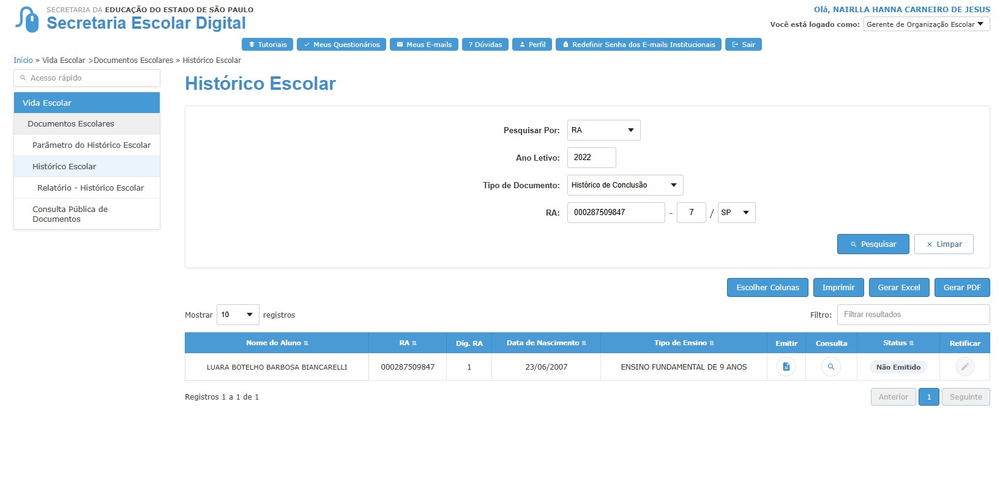 SECRETARIA DA EDUCAÇÃO DO ESTADO DE SÃO PAULO
Secretaria Escolar Digital
Olá, NAIRLLA HANNA CARNEIRO DE JESUS
Você está logado como: Gerente de Organização Escolar
Tutoriais Meus Questionários Meus E-mails ? Dúvidas Perfil Redefinir Senha dos E-mails Institucionais Sair
Início » Vida Escolar >Documentos Escolares » Histórico Escolar
Acesso rápido
Vida Escolar
Documentos Escolares
Parâmetro do Histórico Escolar
Histórico Escolar
Relatório - Histórico Escolar
Consulta Pública de
Documentos
Histórico Escolar
Pesquisar Por: RA
Ano Letivo: 2022
Tipo de Documento: Histórico de Conclusão
RA: 000287509847 - 7 / SP
Pesquisar Limpar
Escolher Colunas Imprimir Gerar Excel Gerar PDF
Mostrar 10 registros
Filtro: Filtrar resultados
Nome do Aluno RA Díg. RA Data de Nascimento Tipo de Ensino Emitir Consulta Status Retificar
LUARA BOTELHO BARBOSA BIANCARELLI 000287509847 1 23/06/2007 ENSINO FUNDAMENTAL DE 9 ANOS Não Emitido
Registros 1 a 1 de 1
Anterior 1 Seguinte